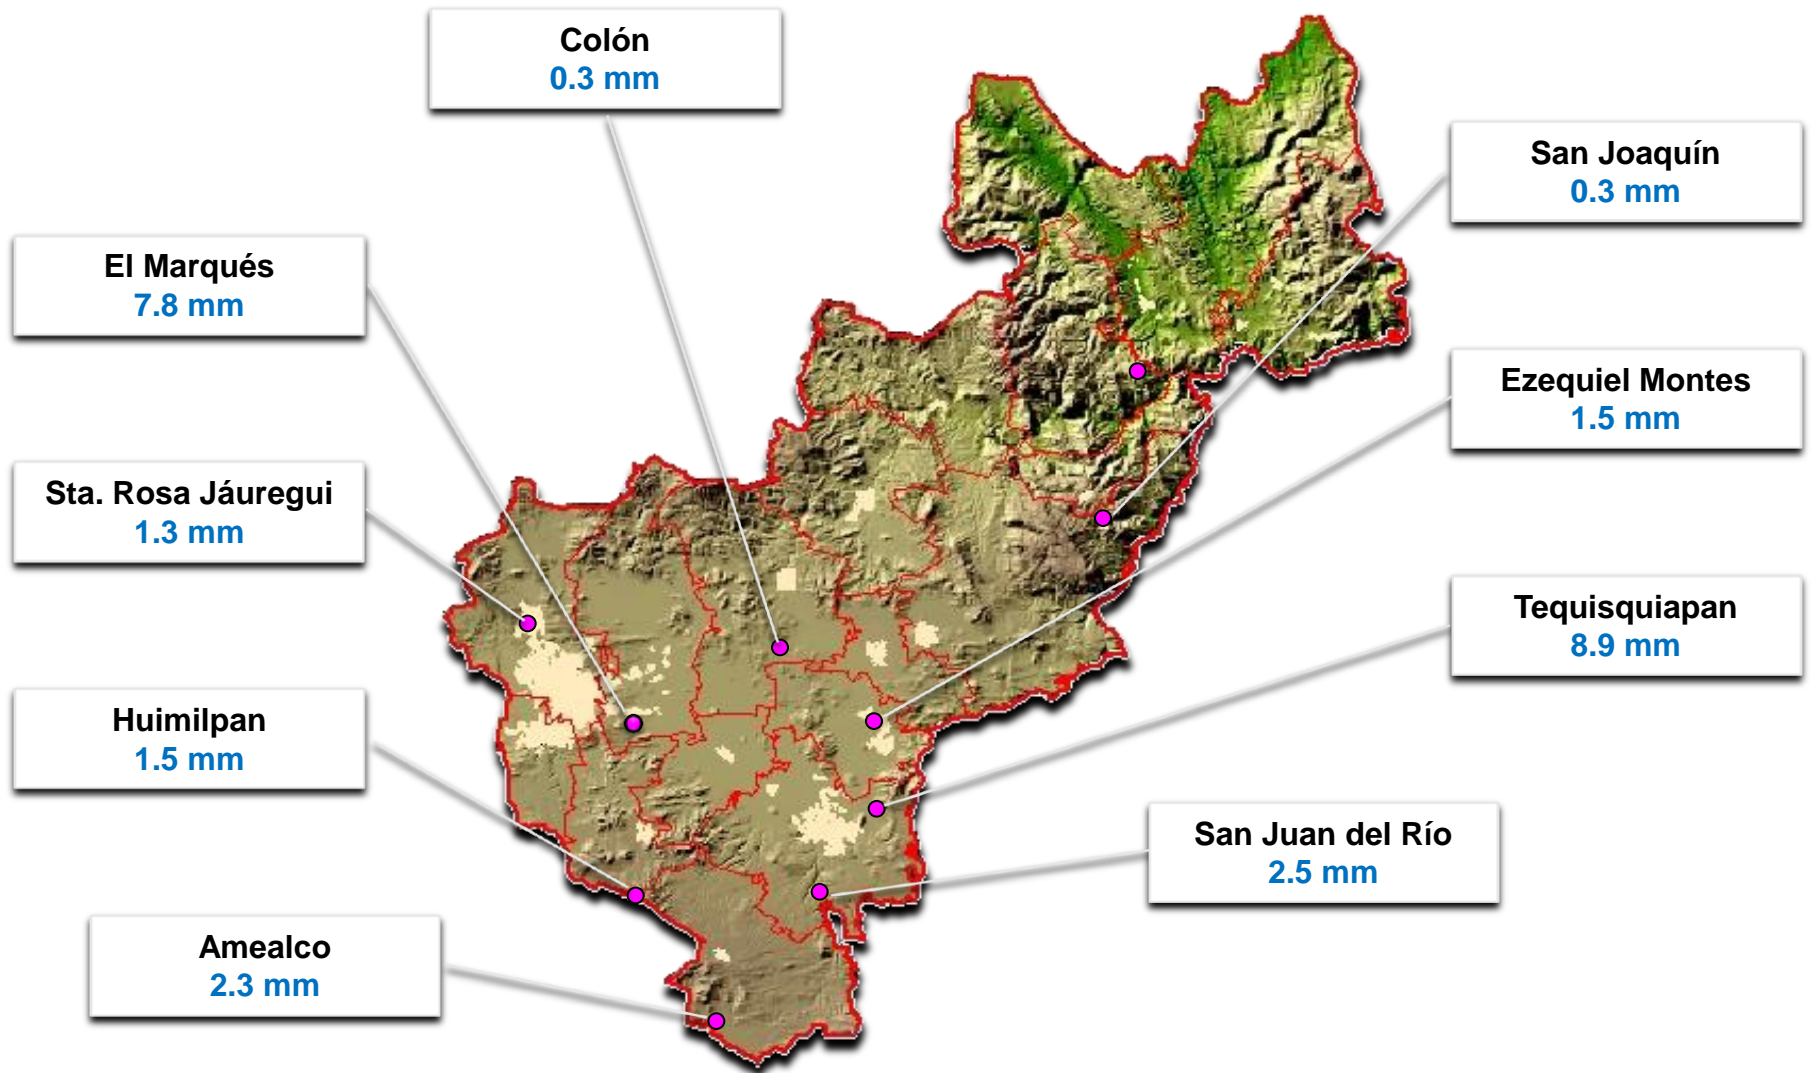 Colón
0.3 mm
San Joaquín
0.3 mm
El Marqués
7.8 mm
Ezequiel Montes
1.5 mm
Sta. Rosa Jáuregui
1.3 mm
Tequisquiapan
8.9 mm
Huimilpan
1.5 mm
San Juan del Río
2.5 mm
Amealco
2.3 mm